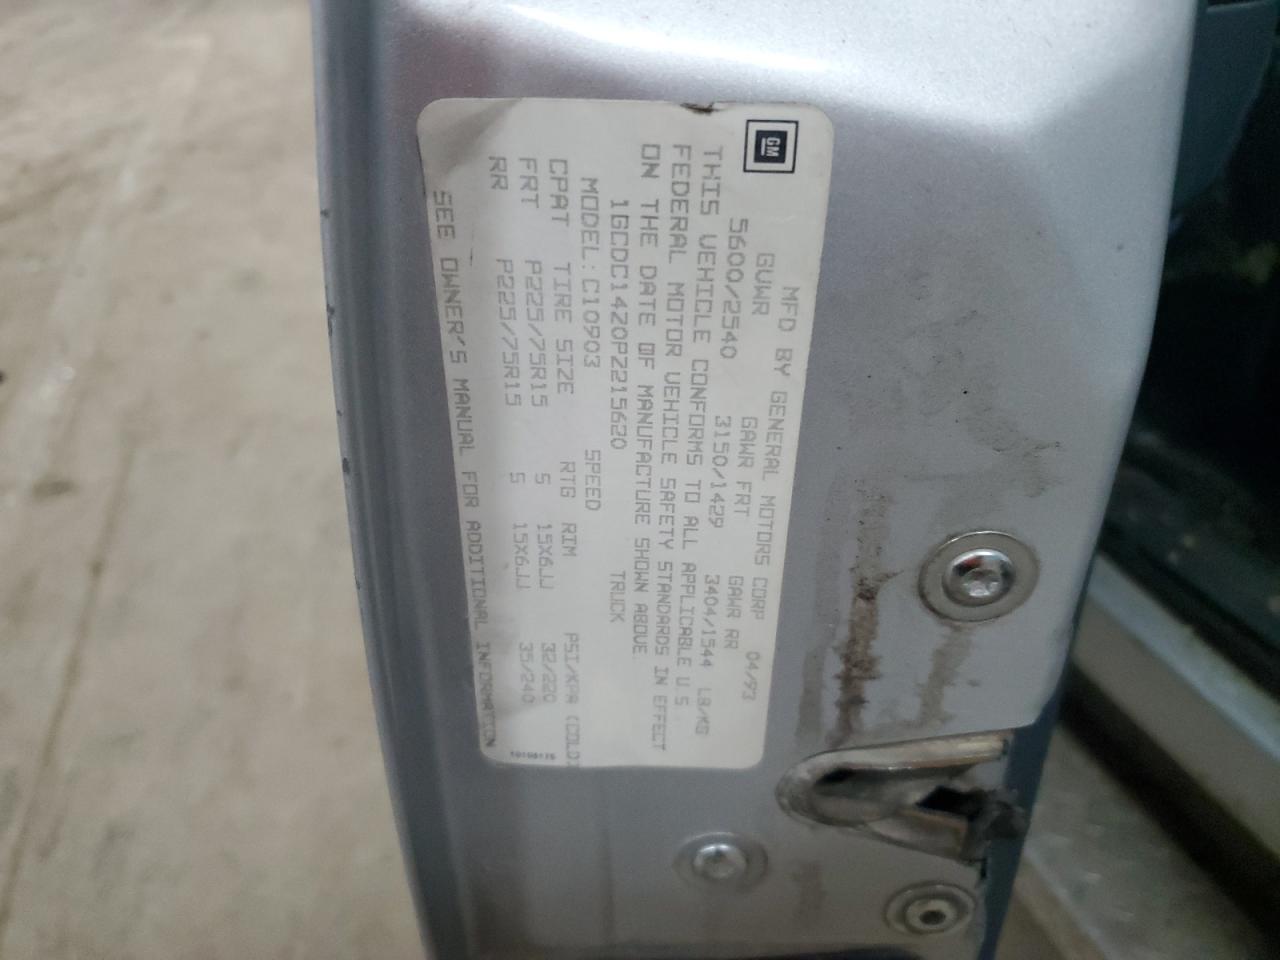 GM
MFD BY GENERAL MOTORS CORP 04/93
GVWR GAWR FRT GAWR RR
5600/2540 3150/1429 3404/1544 LB/KG
THIS VEHICLE CONFORMS TO ALL APPLICABLE U.S.
FEDERAL MOTOR VEHICLE SAFETY STANDARDS IN EFFECT
ON THE DATE OF MANUFACTURE SHOWN ABOVE.
1GCDC14Z0PZ215620 TRUCK
MODEL: C10903 SPEED
CPAT TIRE SIZE RTG RIM PSI/KPA (COLD)
FRT P225/75R15 S 15X6JJ 32/220
RR P225/75R15 S 15X6JJ 35/240
SEE OWNER'S MANUAL FOR ADDITIONAL INFORMATION